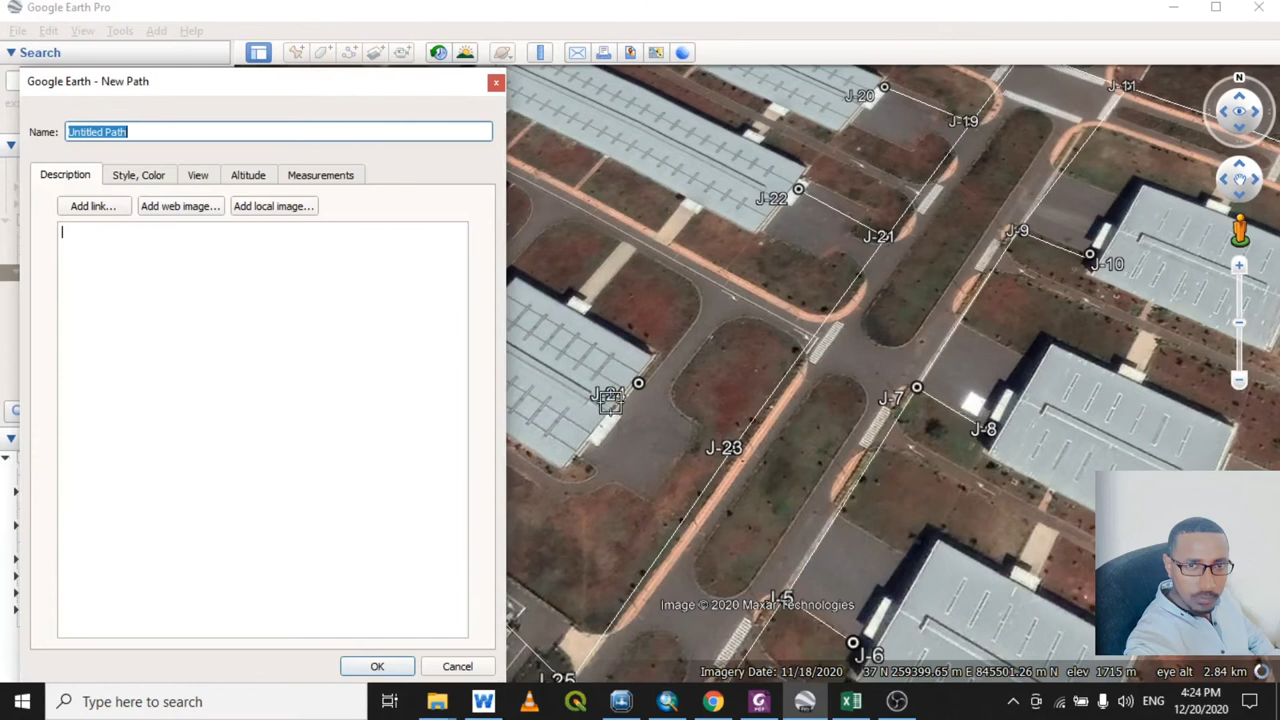 Google Earth Pro
File Edit View Tools Add Help
Search
Google Earth - New Path
Name: Untitled Path
Description Style, Color View Altitude Measurements
Add link... Add web image... Add local image...
OK Cancel
J-20
J-19
J-11
J-22
J-21
J-9
J-10
J-7
J-8
J-23
J-5
J-6
J-25
N
Image © 2020 Maxar Technologies
Imagery Date: 11/18/2020 37 N 259399.65 m E 845501.26 m N elev 1715 m eye alt 2.84 km
Type here to search
ENG
4:24 PM
12/20/2020